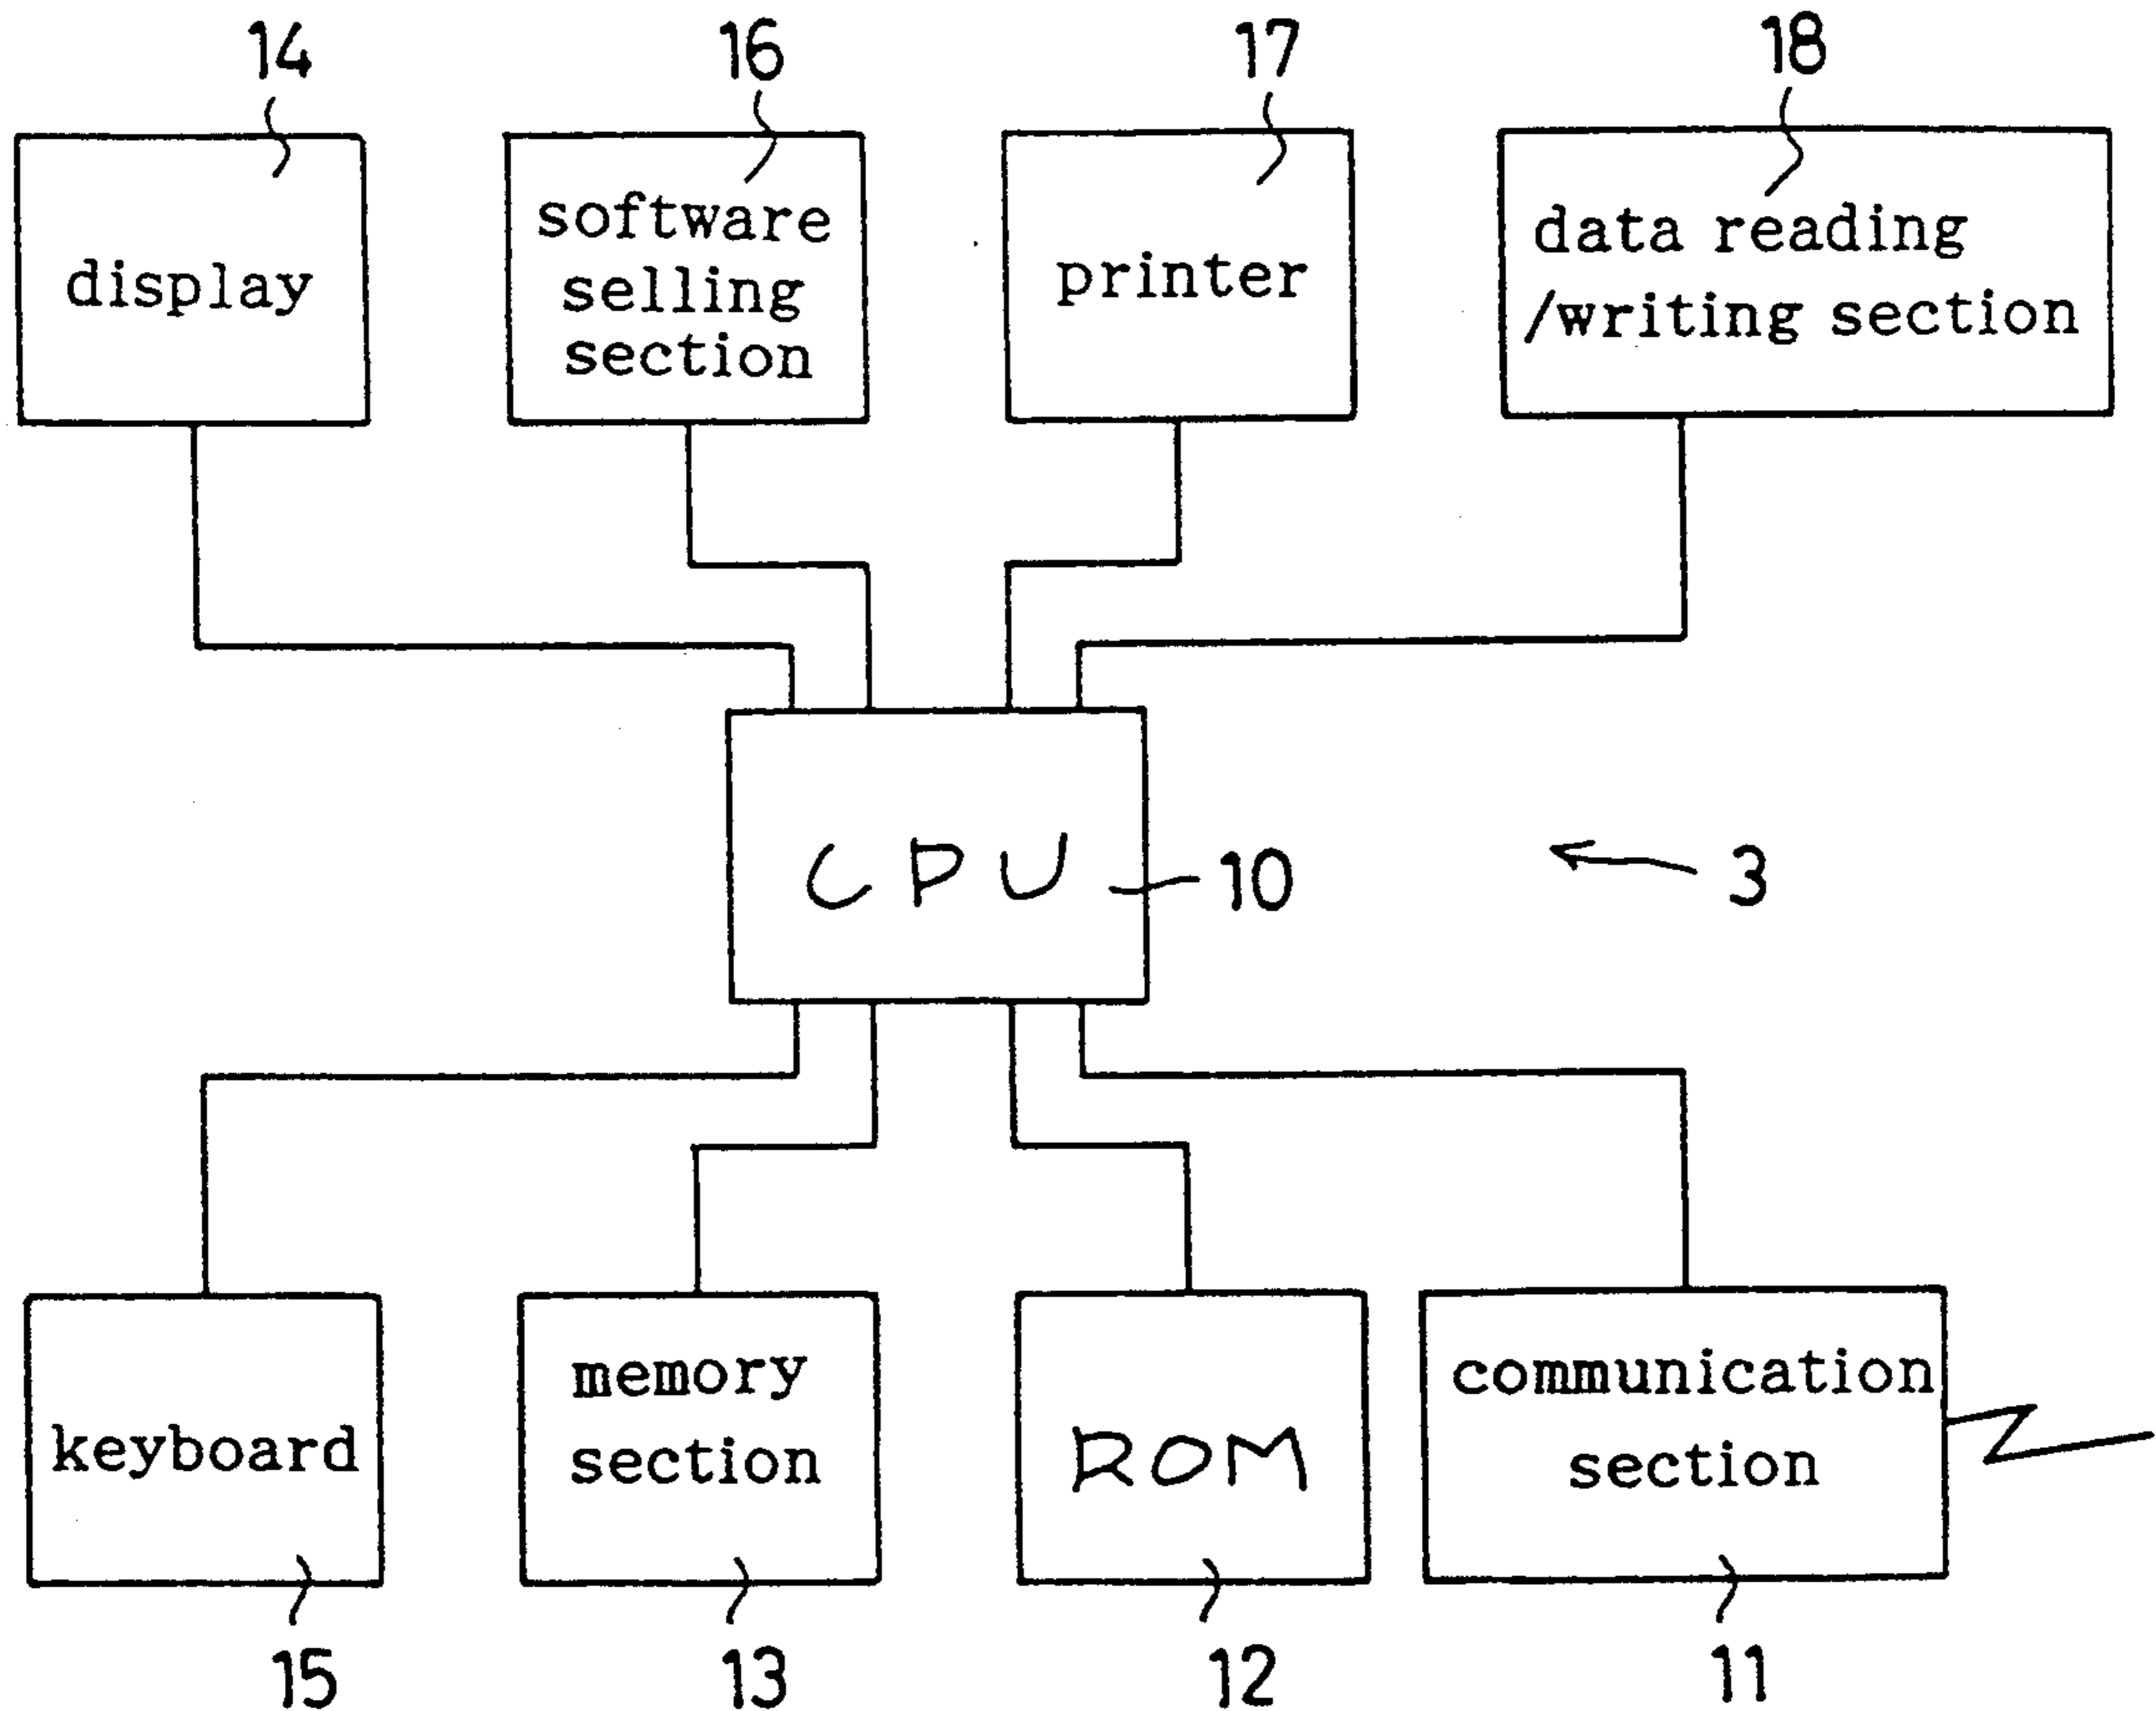 14
16
17
18
display
software
selling
section
printer
data reading
/writing section
CPU
10
3
keyboard
memory
section
ROM
communication
section
15
13
12
11